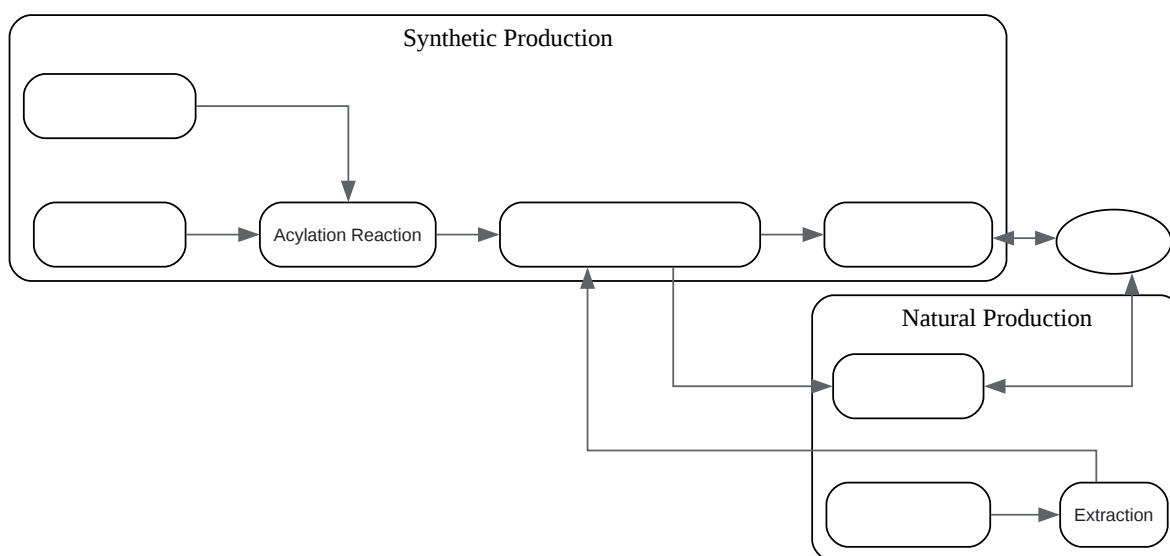 Synthetic Production
Acylation Reaction
Natural Production
Extraction